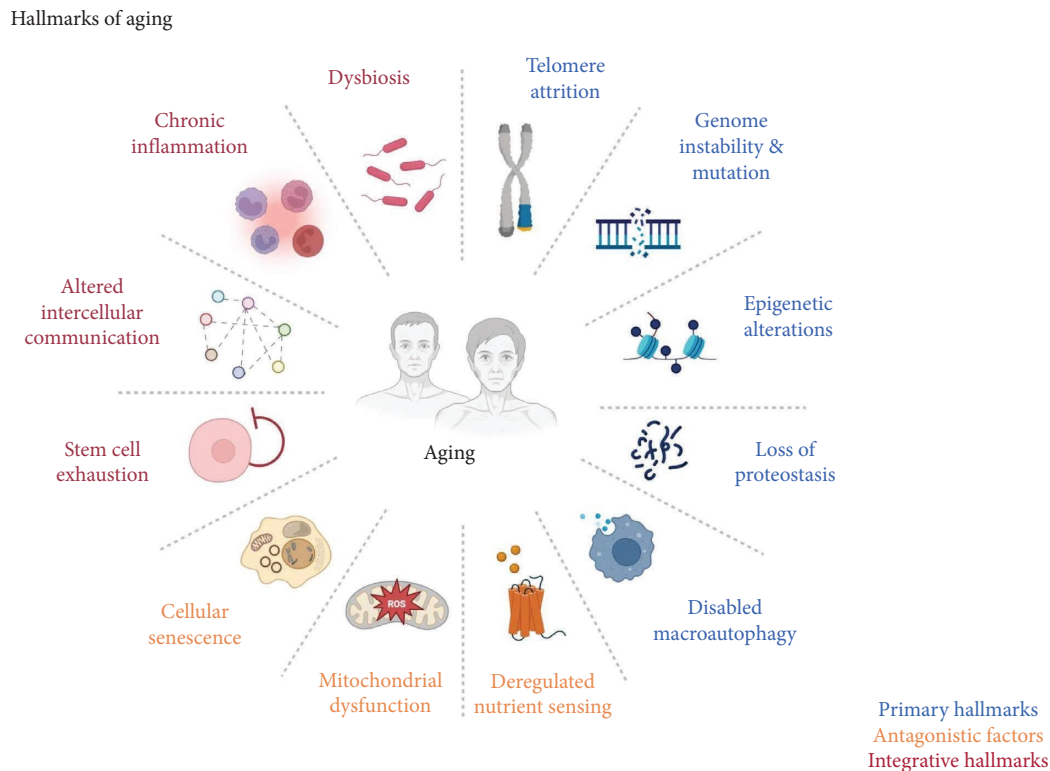 Hallmarks of aging
Dysbiosis
Telomere
attrition
Genome
instability &
mutation
Epigenetic
alterations
Loss of
proteostasis
Disabled
macroautophagy
Deregulated
nutrient sensing
Mitochondrial
dysfunction
ROS
Cellular
senescence
Stem cell
exhaustion
Altered
intercellular
communication
Chronic
inflammation
Aging
Primary hallmarks
Antagonistic factors
Integrative hallmarks